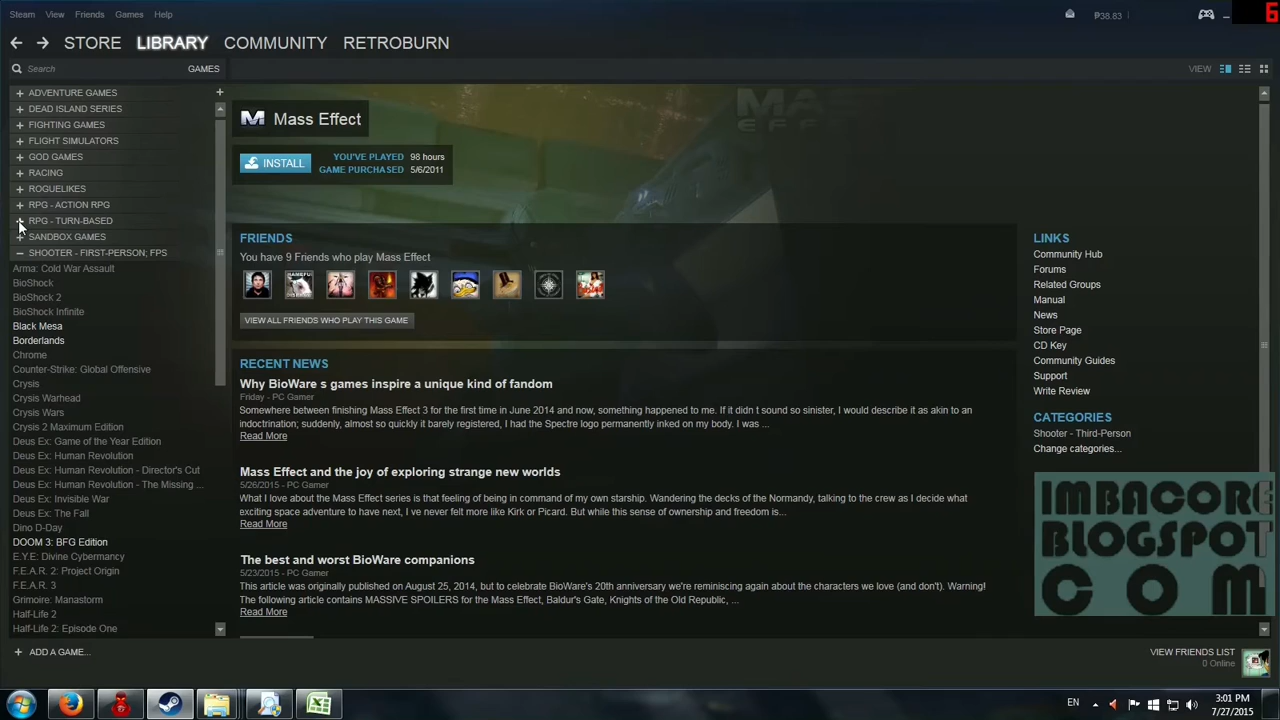 Steam View Friends Games Help
₱38.83
6
STORE LIBRARY COMMUNITY RETROBURN
Search GAMES
VIEW
ADVENTURE GAMES
DEAD ISLAND SERIES
FIGHTING GAMES
FLIGHT SIMULATORS
GOD GAMES
RACING
ROGUELIKES
RPG - ACTION RPG
RPG - TURN-BASED
SANDBOX GAMES
SHOOTER - FIRST-PERSON; FPS
Arma: Cold War Assault
BioShock
BioShock 2
BioShock Infinite
Black Mesa
Borderlands
Chrome
Counter-Strike: Global Offensive
Crysis
Crysis Warhead
Crysis Wars
Crysis 2 Maximum Edition
Deus Ex: Game of the Year Edition
Deus Ex: Human Revolution
Deus Ex: Human Revolution - Director's Cut
Deus Ex: Human Revolution - The Missing ...
Deus Ex: Invisible War
Deus Ex: The Fall
Dino D-Day
DOOM 3: BFG Edition
E.Y.E: Divine Cybermancy
F.E.A.R. 2: Project Origin
F.E.A.R. 3
Grimoire: Manastorm
Half-Life 2
Half-Life 2: Episode One
ADD A GAME...
Mass Effect
MASS EFFECT
INSTALL
YOU'VE PLAYED 98 hours
GAME PURCHASED 5/6/2011
FRIENDS
You have 9 Friends who play Mass Effect
VIEW ALL FRIENDS WHO PLAY THIS GAME
RECENT NEWS
Why BioWare s games inspire a unique kind of fandom
Friday - PC Gamer
Somewhere between finishing Mass Effect 3 for the first time in June 2014 and now, something happened to me. If it didn t sound so sinister, I would describe it as akin to an
indoctrination; suddenly, almost so quickly it barely registered, I had the Spectre logo permanently inked on my body. I was ...
Read More
Mass Effect and the joy of exploring strange new worlds
5/26/2015 - PC Gamer
What I love about the Mass Effect series is that feeling of being in command of my own starship. Wandering the decks of the Normandy, talking to the crew as I decide what
exciting space adventure to have next, I've never felt more like Kirk or Picard. But while this sense of ownership and freedom is...
Read More
The best and worst BioWare companions
5/23/2015 - PC Gamer
This article was originally published on August 25, 2014, but to celebrate BioWare's 20th anniversary we're reminiscing again about the characters we love (and don't). Warning!
The following article contains MASSIVE SPOILERS for the Mass Effect, Baldur's Gate, Knights of the Old Republic, ...
Read More
LINKS
Community Hub
Forums
Related Groups
Manual
News
Store Page
CD Key
Community Guides
Support
Write Review
CATEGORIES
Shooter - Third-Person
Change categories...
IMBACORE
BLOGSPOT
COM
VIEW FRIENDS LIST
0 Online
EN
3:01 PM
7/27/2015